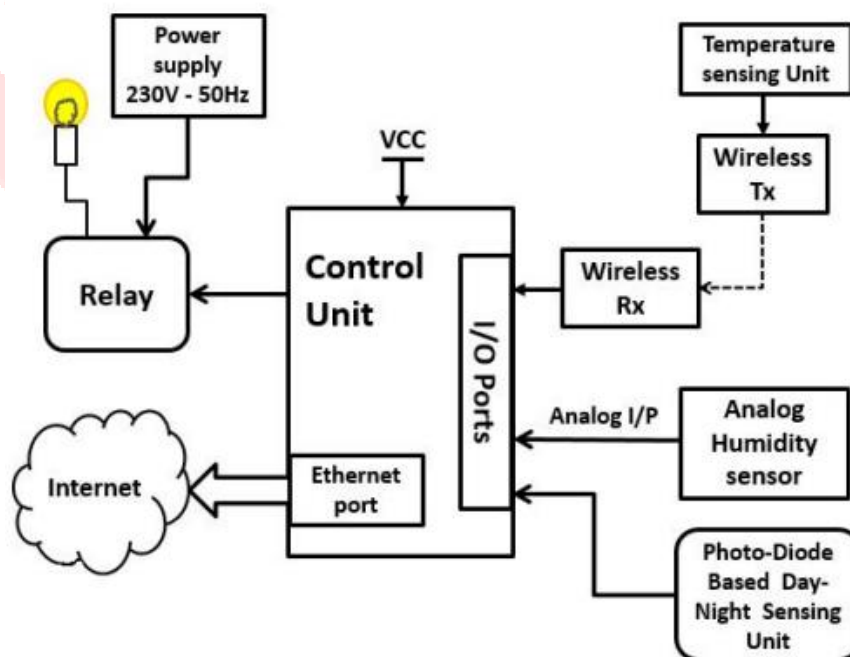 Power
supply
230V - 50Hz
Temperature
sensing Unit
VCC
Wireless
Tx
Relay
Control
Unit
I/O Ports
Wireless
Rx
Analog I/P
Analog
Humidity
sensor
Internet
Ethernet
port
Photo-Diode
Based Day-
Night Sensing
Unit